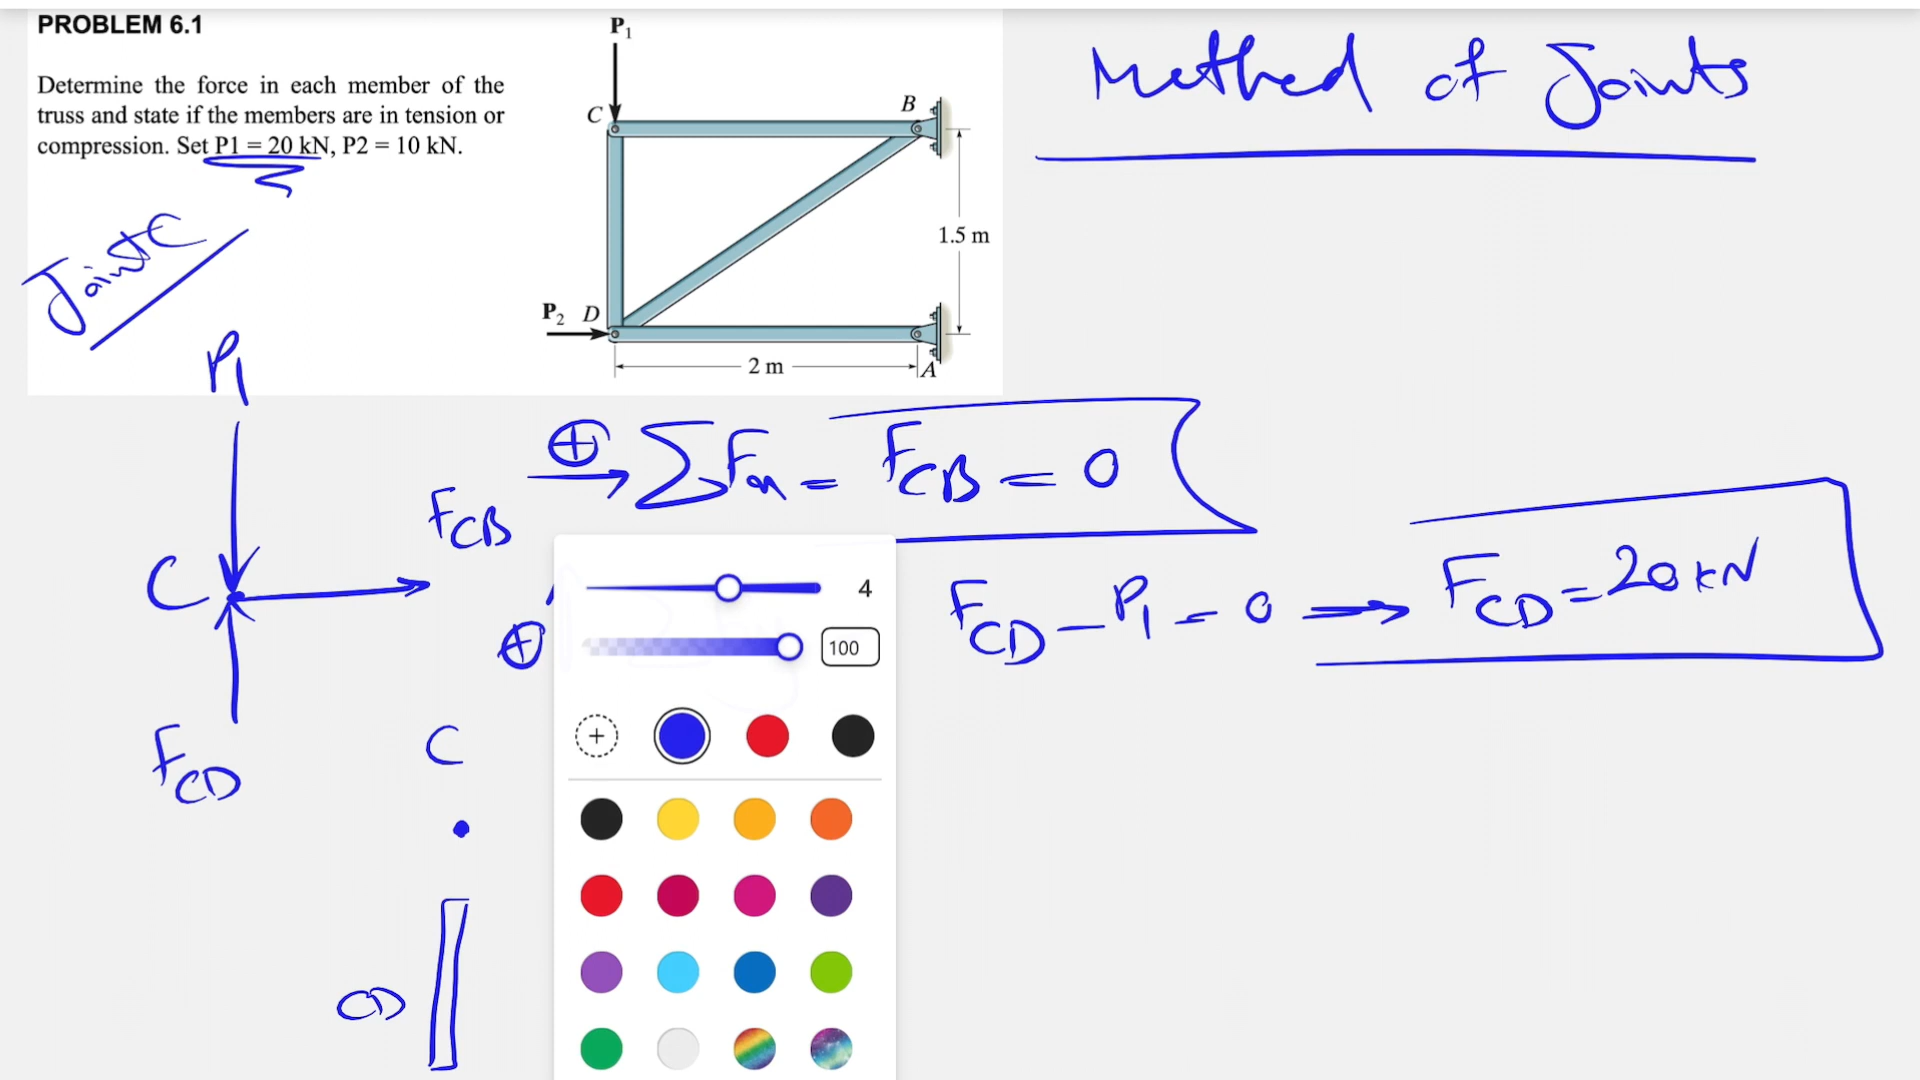 PROBLEM 6.1
Determine the force in each member of the
truss and state if the members are in tension or
compression. Set P1 = 20 kN, P2 = 10 kN.
P1
C
B
1.5 m
P2 D
2 m
A
Method of Joints
Joint C
P1
C
FCB
FCD
⊕ → ΣFx = FCB = 0
⊕
FCD - P1 = 0 → FCD = 20 kN
C
CD
4
100
+